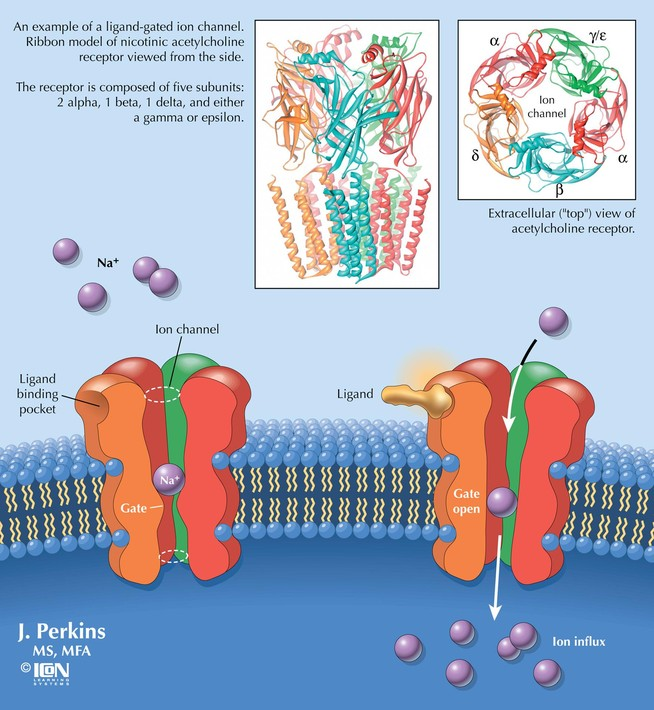 An example of a ligand-gated ion channel.
Ribbon model of nicotinic acetylcholine
receptor viewed from the side.
The receptor is composed of five subunits:
2 alpha, 1 beta, 1 delta, and either
a gamma or epsilon.
α
γ/ε
Ion
channel
δ
α
β
Extracellular ("top") view of
acetylcholine receptor.
Na⁺
Ion channel
Ligand
binding
pocket
Ligand
Na⁺
Gate
Gate
open
J. Perkins
MS, MFA
© ICON
LEARNING
SYSTEMS
Ion influx